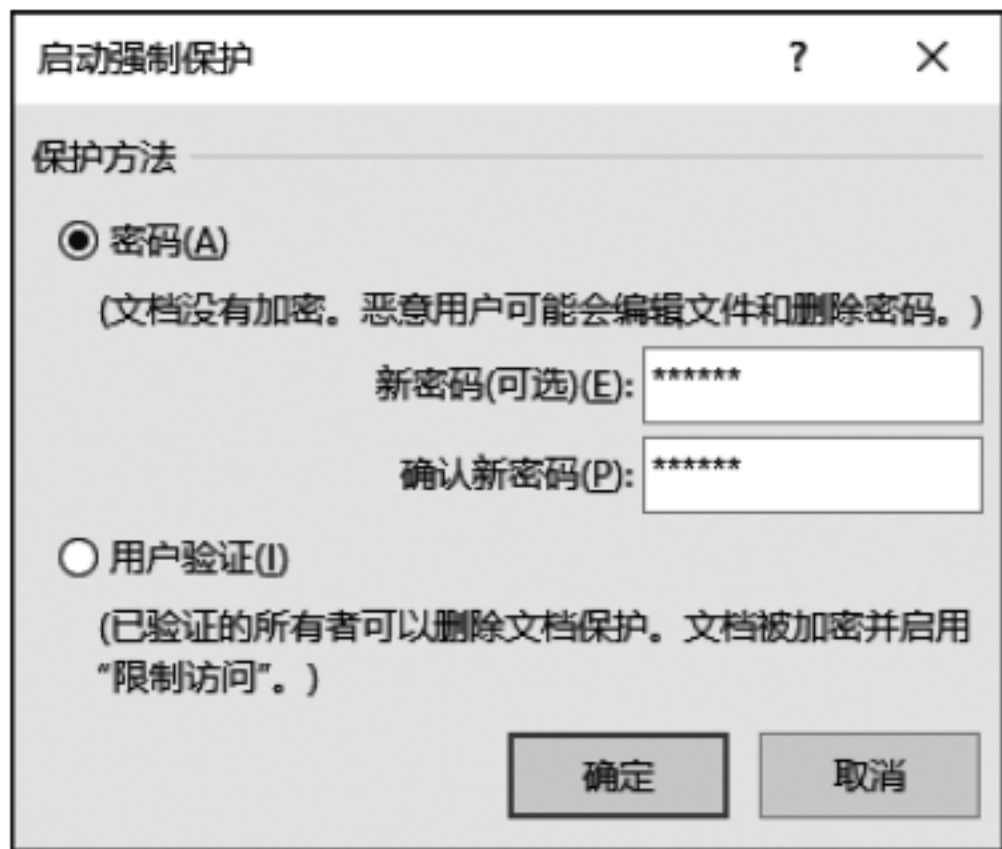 启动强制保护 ? ×
保护方法
密码(A)
(文档没有加密。恶意用户可能会编辑文件和删除密码。)
新密码(可选)(E): ******
确认新密码(P): ******
用户验证(I)
(已验证的所有者可以删除文档保护。文档被加密并启用
“限制访问”。)
确定 取消